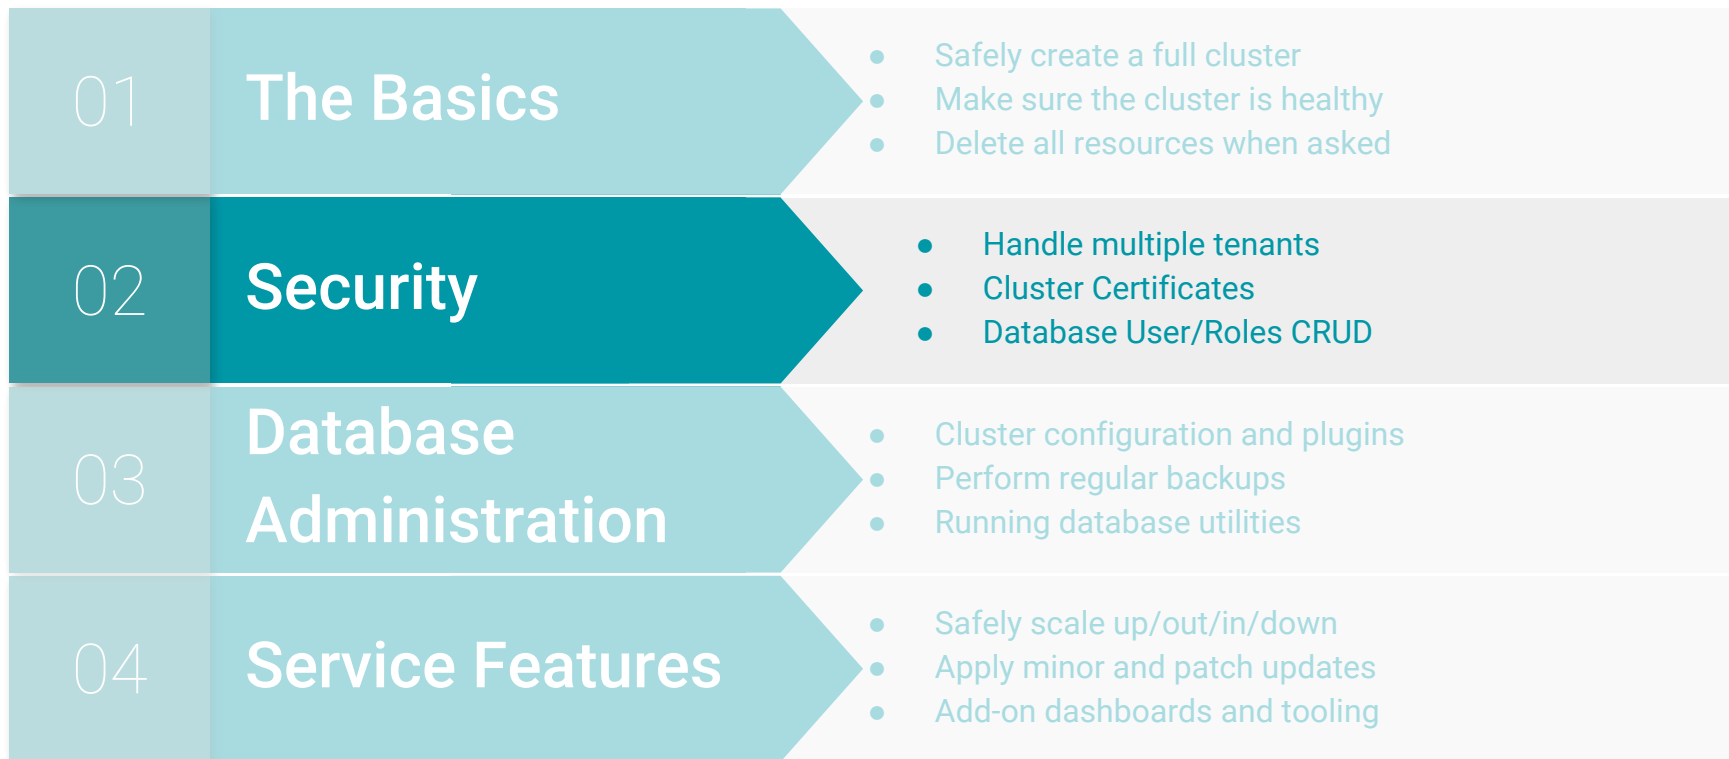 01
The Basics
● Safely create a full cluster
● Make sure the cluster is healthy
● Delete all resources when asked
02
Security
● Handle multiple tenants
● Cluster Certificates
● Database User/Roles CRUD
03
Database
Administration
● Cluster configuration and plugins
● Perform regular backups
● Running database utilities
04
Service Features
● Safely scale up/out/in/down
● Apply minor and patch updates
● Add-on dashboards and tooling